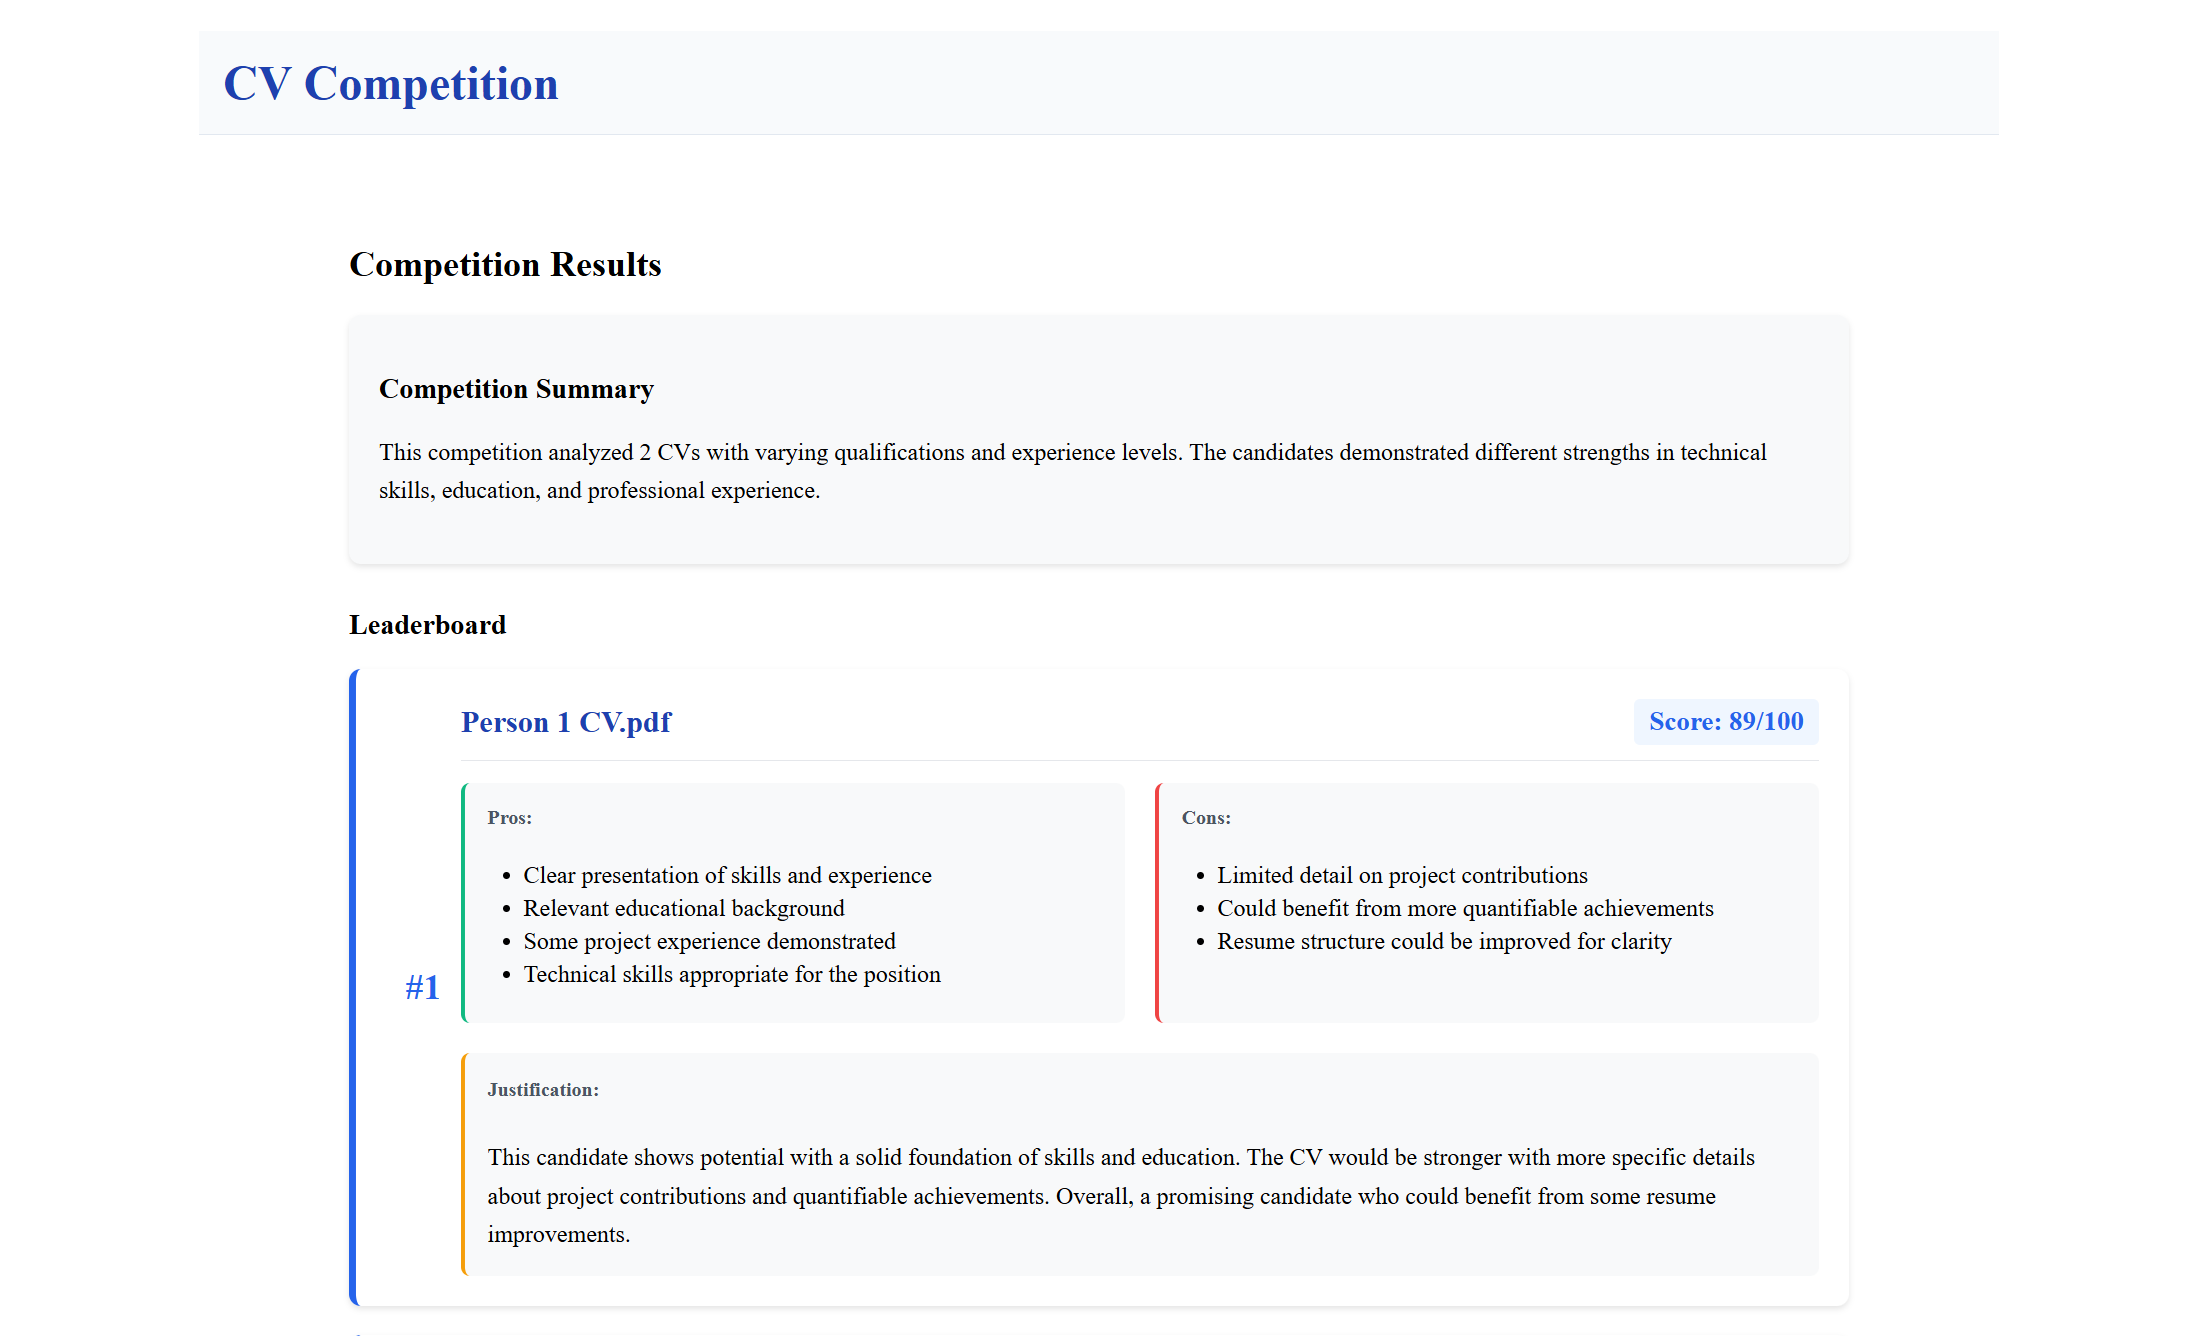 CV Competition
Competition Results
Competition Summary
This competition analyzed 2 CVs with varying qualifications and experience levels. The candidates demonstrated different strengths in technical
skills, education, and professional experience.
Leaderboard
#1
Person 1 CV.pdf
Score: 89/100
Pros:
• Clear presentation of skills and experience
• Relevant educational background
• Some project experience demonstrated
• Technical skills appropriate for the position
Cons:
• Limited detail on project contributions
• Could benefit from more quantifiable achievements
• Resume structure could be improved for clarity
Justification:
This candidate shows potential with a solid foundation of skills and education. The CV would be stronger with more specific details
about project contributions and quantifiable achievements. Overall, a promising candidate who could benefit from some resume
improvements.